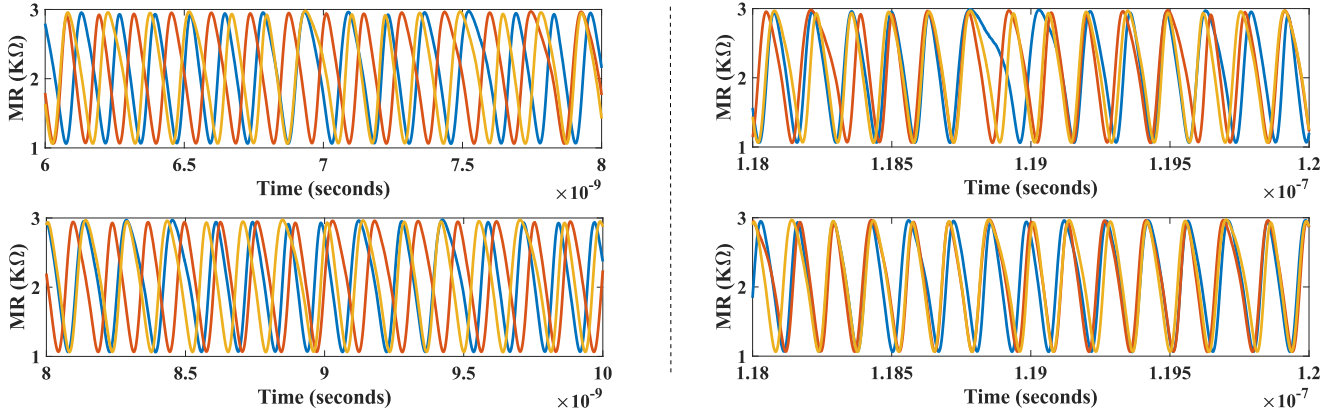 3
2
1
MR (KΩ)
6 6.5 7 7.5 8
Time (seconds)
×10⁻⁹
3
2
1
MR (KΩ)
1.18 1.185 1.19 1.195 1.2
Time (seconds)
×10⁻⁷
3
2
1
MR (KΩ)
8 8.5 9 9.5 10
Time (seconds)
×10⁻⁹
3
2
1
MR (KΩ)
1.18 1.185 1.19 1.195 1.2
Time (seconds)
×10⁻⁷